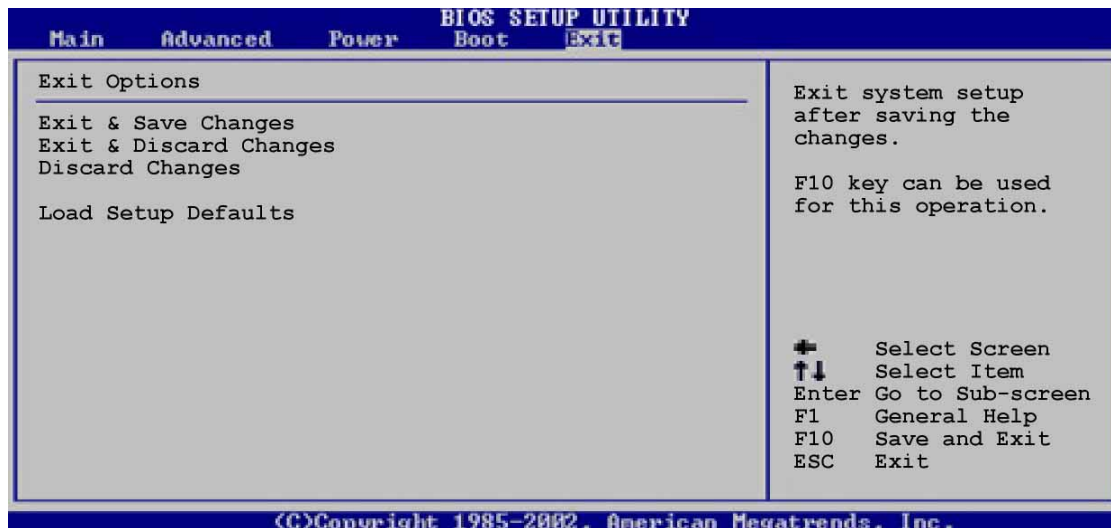 BIOS SETUP UTILITY
Main Advanced Power Boot Exit
Exit Options
Exit & Save Changes
Exit & Discard Changes
Discard Changes
Load Setup Defaults
Exit system setup
after saving the
changes.
F10 key can be used
for this operation.
← Select Screen
↑↓ Select Item
Enter Go to Sub-screen
F1 General Help
F10 Save and Exit
ESC Exit
(C)Copyright 1985-2002, American Megatrends, Inc.